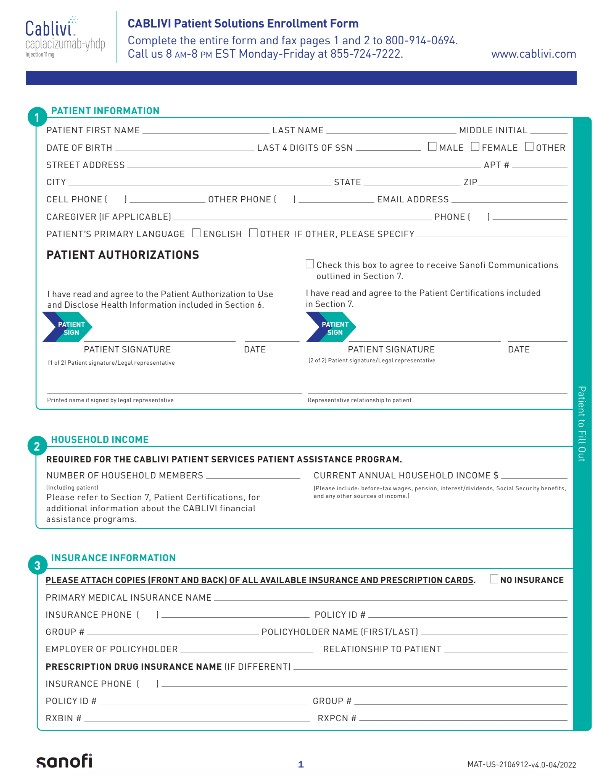 Cablivi
caplacizumab-yhdp
Injection 11 mg
CABLIVI Patient Solutions Enrollment Form
Complete the entire form and fax pages 1 and 2 to 800-914-0694.
Call us 8 AM-8 PM EST Monday-Friday at 855-724-7222.
www.cablivi.com
1
PATIENT INFORMATION
PATIENT FIRST NAME LAST NAME MIDDLE INITIAL
DATE OF BIRTH LAST 4 DIGITS OF SSN MALE FEMALE OTHER
STREET ADDRESS APT #
CITY STATE ZIP
CELL PHONE ( ) OTHER PHONE ( ) EMAIL ADDRESS
CAREGIVER (IF APPLICABLE) PHONE ( )
PATIENT'S PRIMARY LANGUAGE ENGLISH OTHER IF OTHER, PLEASE SPECIFY
PATIENT AUTHORIZATIONS
Check this box to agree to receive Sanofi Communications
outlined in Section 7.
I have read and agree to the Patient Authorization to Use
and Disclose Health Information included in Section 6.
I have read and agree to the Patient Certifications included
in Section 7.
PATIENT
SIGN
PATIENT
SIGN
PATIENT SIGNATURE DATE
PATIENT SIGNATURE DATE
(1 of 2) Patient signature/Legal representative
(2 of 2) Patient signature/Legal representative
Printed name if signed by legal representative
Representative relationship to patient
Patient to Fill Out
2
HOUSEHOLD INCOME
REQUIRED FOR THE CABLIVI PATIENT SERVICES PATIENT ASSISTANCE PROGRAM.
NUMBER OF HOUSEHOLD MEMBERS
(including patient)
Please refer to Section 7, Patient Certifications, for
additional information about the CABLIVI financial
assistance programs.
CURRENT ANNUAL HOUSEHOLD INCOME $
(Please include: before-tax wages, pension, interest/dividends, Social Security benefits,
and any other sources of income.)
3
INSURANCE INFORMATION
PLEASE ATTACH COPIES (FRONT AND BACK) OF ALL AVAILABLE INSURANCE AND PRESCRIPTION CARDS. NO INSURANCE
PRIMARY MEDICAL INSURANCE NAME
INSURANCE PHONE ( ) POLICY ID #
GROUP # POLICYHOLDER NAME (FIRST/LAST)
EMPLOYER OF POLICYHOLDER RELATIONSHIP TO PATIENT
PRESCRIPTION DRUG INSURANCE NAME (IF DIFFERENT)
INSURANCE PHONE ( )
POLICY ID # GROUP #
RXBIN # RXPCN #
sanofi
1
MAT-US-2106912-v4.0-04/2022